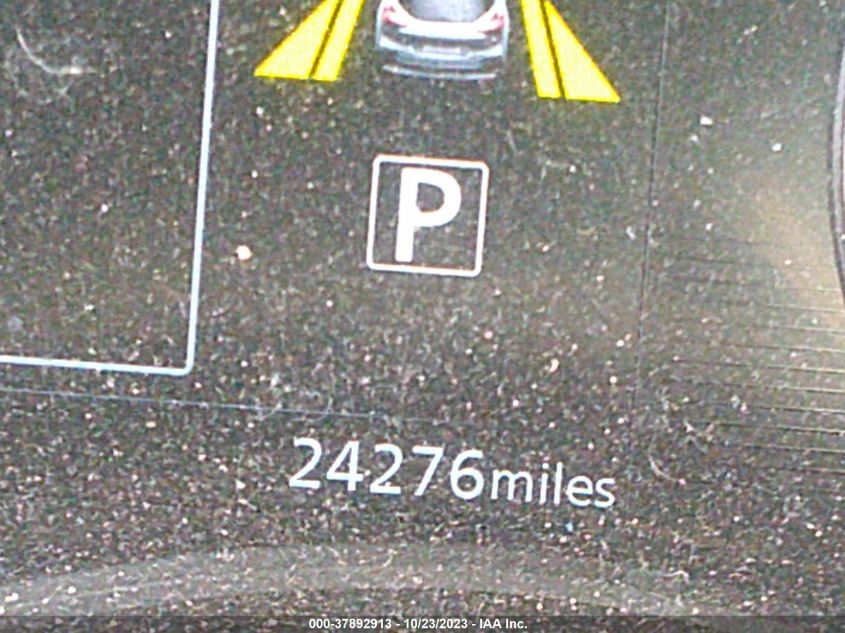 P
24276miles
000-37892913 - 10/23/2023 - IAA Inc.